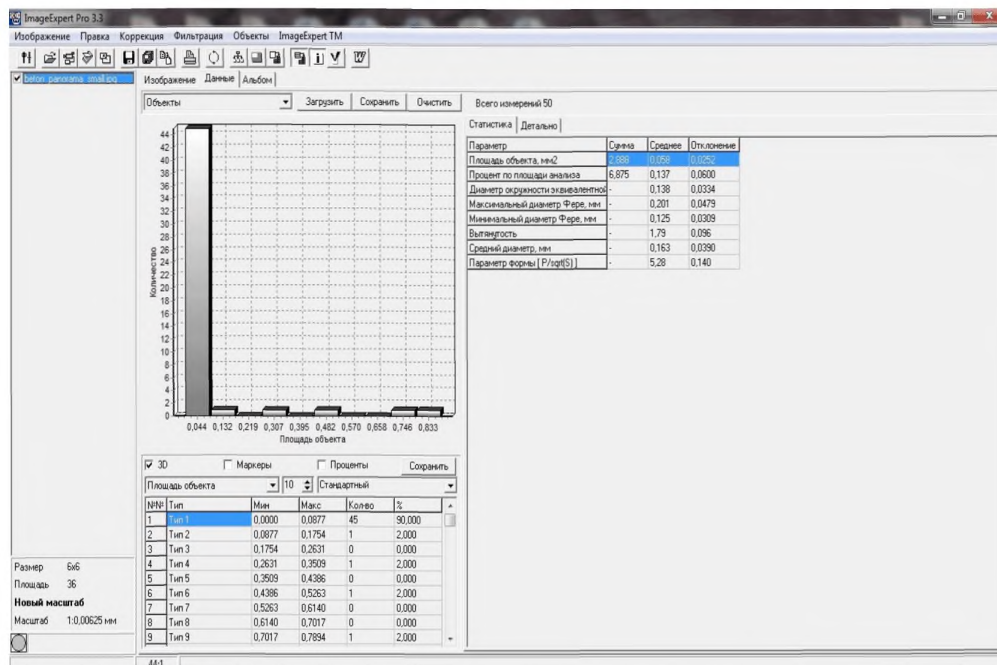 ImageExpert Pro 3.3
Изображение Правка Коррекция Фильтрация Объекты ImageExpert TM
beton_panorama_small.jpg
Изображение Данные Альбом
Объекты Загрузить Сохранить Очистить Всего измерений 50
Статистика Детально
Параметр Сумма Среднее Отклонение
Площадь объекта, мм2 2,888 0,058 0,0252
Процент по площади анализа 6,875 0,137 0,0600
Диаметр окружности эквивалентной - 0,138 0,0334
Максимальный диаметр Фере, мм - 0,201 0,0479
Минимальный диаметр Фере, мм - 0,125 0,0309
Вытянутость - 1,79 0,096
Средний диаметр, мм - 0,163 0,0390
Параметр формы [ P/sqrt(S) ] - 5,28 0,140
Количество
44
42
40
38
36
34
32
30
28
26
24
22
20
18
16
14
12
10
8
6
4
2
0
0,044 0,132 0,219 0,307 0,395 0,482 0,570 0,658 0,746 0,833
Площадь объекта
3D Маркеры Проценты Сохранить
Площадь объекта 10 Стандартный
№№ Тип Мин Макс Кол-во %
1 Тип 1 0,0000 0,0877 45 90,000
2 Тип 2 0,0877 0,1754 1 2,000
3 Тип 3 0,1754 0,2631 0 0,000
4 Тип 4 0,2631 0,3509 1 2,000
5 Тип 5 0,3509 0,4386 0 0,000
6 Тип 6 0,4386 0,5263 1 2,000
7 Тип 7 0,5263 0,6140 0 0,000
8 Тип 8 0,6140 0,7017 0 0,000
9 Тип 9 0,7017 0,7894 1 2,000
Размер 6x6
Площадь 36
Новый масштаб
Масштаб 1:0,00625 мм
44:1